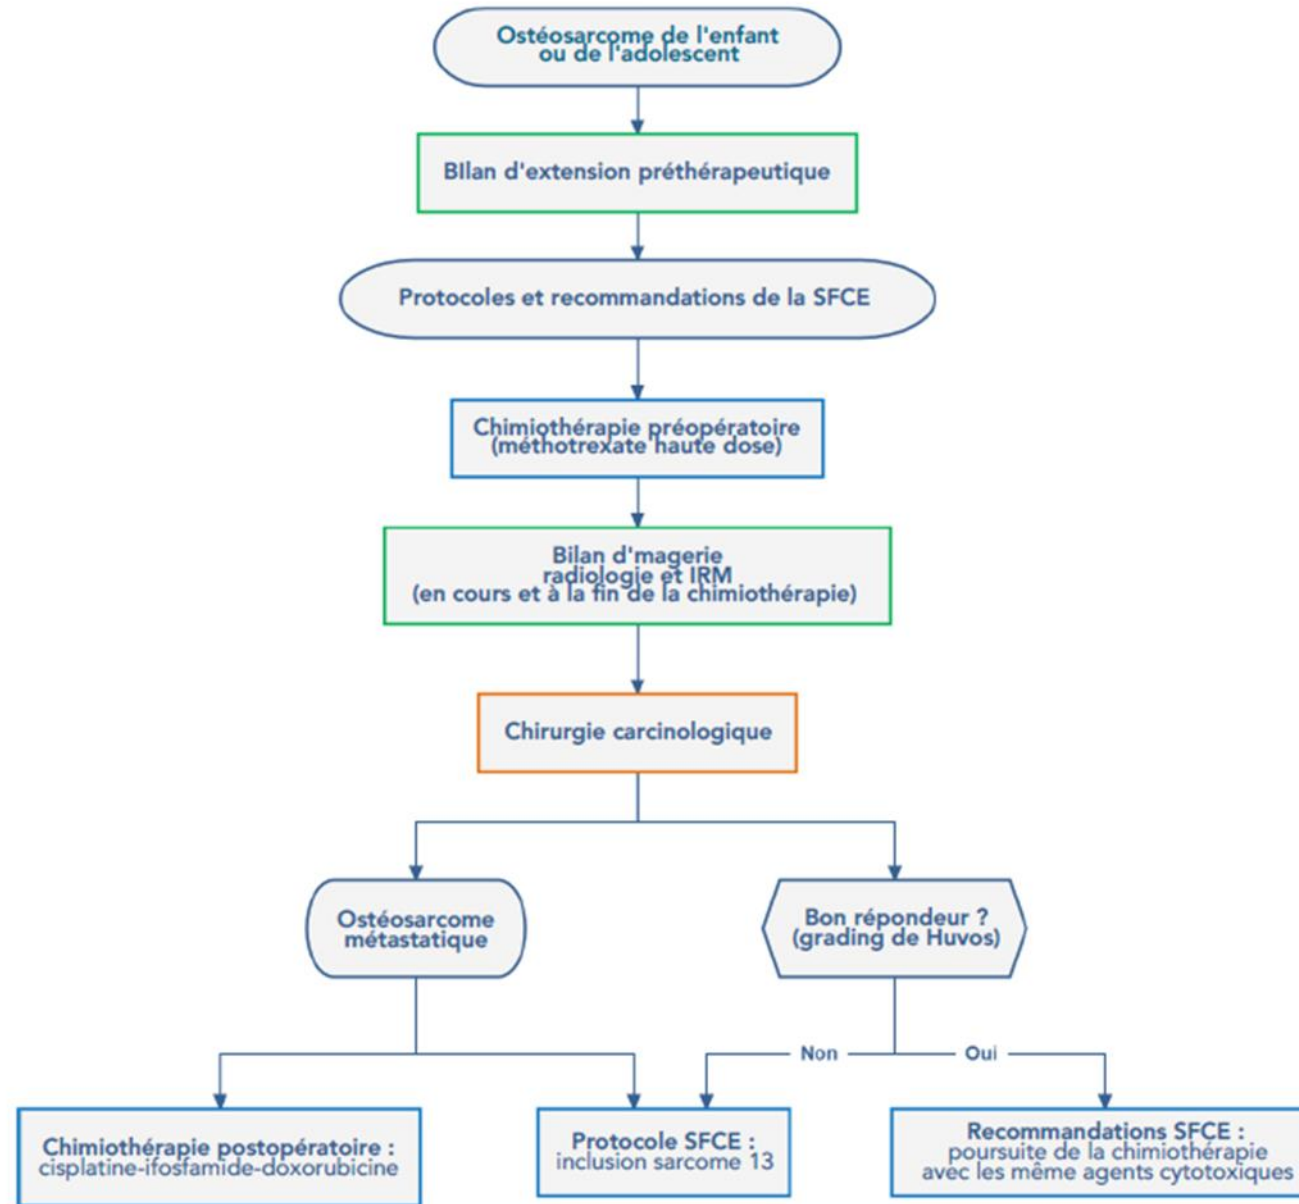 Ostéosarcome de l'enfant
ou de l'adolescent
BIlan d'extension préthérapeutique
Protocoles et recommandations de la SFCE
Chimiothérapie préopératoire
(méthotrexate haute dose)
Bilan d'magerie
radiologie et IRM
(en cours et à la fin de la chimiothérapie)
Chirurgie carcinologique
Ostéosarcome
métastatique
Bon répondeur ?
(grading de Huvos)
Non
Oui
Chimiothérapie postopératoire :
cisplatine-ifosfamide-doxorubicine
Protocole SFCE :
inclusion sarcome 13
Recommandations SFCE :
poursuite de la chimiothérapie
avec les même agents cytotoxiques